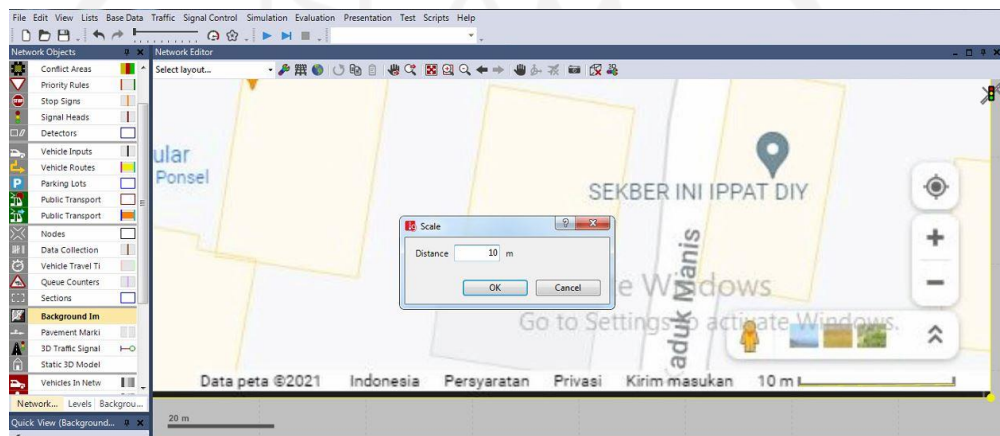 File Edit View Lists Base Data Traffic Signal Control Simulation Evaluation Presentation Test Scripts Help
Network Objects
Network Editor
Select layout...
Conflict Areas
Priority Rules
Stop Signs
Signal Heads
Detectors
Vehicle Inputs
Vehicle Routes
Parking Lots
Public Transport
Public Transport
Nodes
Data Collection
Vehicle Travel Ti
Queue Counters
Sections
Background Im
Pavement Marki
3D Traffic Signal
Static 3D Model
Vehicles In Netw
Network... Levels Backgrou...
Quick View (Background...
ular
Ponsel
SEKBER INI IPPAT DIY
Scale
Distance 10 m
OK Cancel
aduk Manis
e Windows
Go to Settings to activate Windows.
Data peta ©2021 Indonesia Persyaratan Privasi Kirim masukan 10 m
20 m